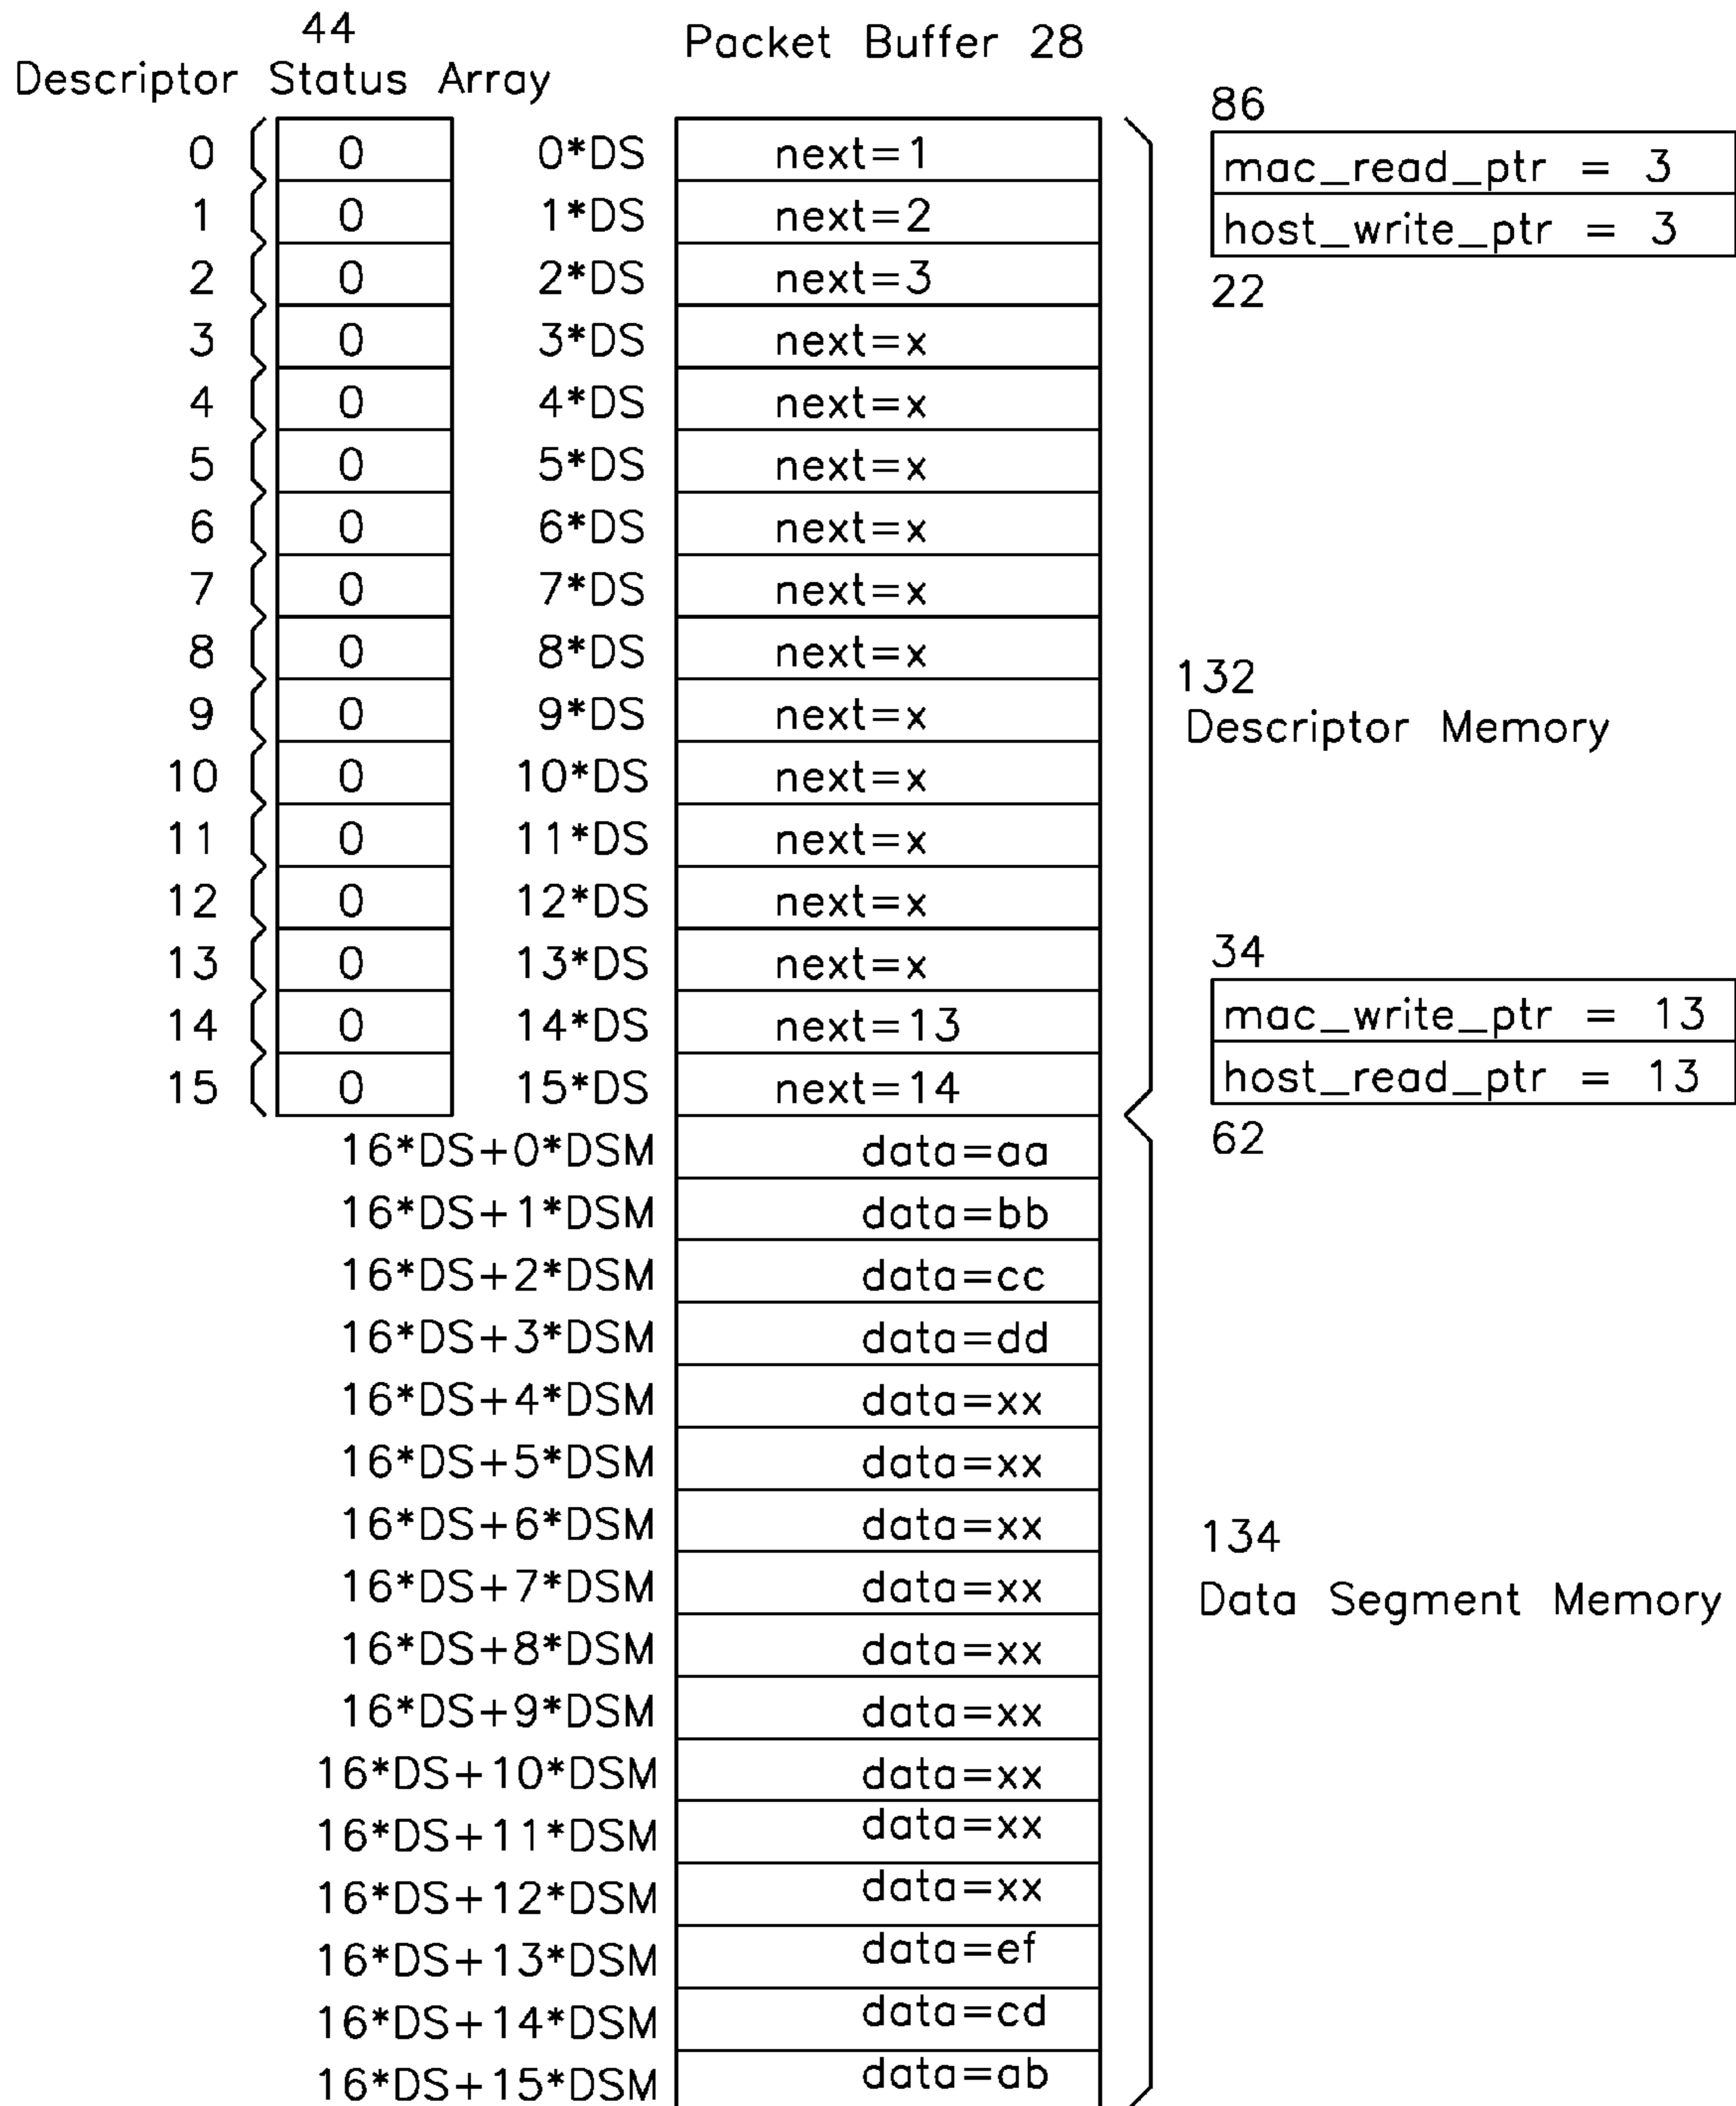 44
Descriptor Status Array
Packet Buffer 28
86
0 0 0*DS next=1
mac_read_ptr = 3
1 0 1*DS next=2
host_write_ptr = 3
2 0 2*DS next=3
22
3 0 3*DS next=x
4 0 4*DS next=x
5 0 5*DS next=x
6 0 6*DS next=x
7 0 7*DS next=x
8 0 8*DS next=x
132
9 0 9*DS next=x
Descriptor Memory
10 0 10*DS next=x
11 0 11*DS next=x
12 0 12*DS next=x
13 0 13*DS next=x
34
14 0 14*DS next=13
mac_write_ptr = 13
15 0 15*DS next=14
host_read_ptr = 13
62
16*DS+0*DSM data=aa
16*DS+1*DSM data=bb
16*DS+2*DSM data=cc
16*DS+3*DSM data=dd
16*DS+4*DSM data=xx
16*DS+5*DSM data=xx
16*DS+6*DSM data=xx
134
16*DS+7*DSM data=xx
Data Segment Memory
16*DS+8*DSM data=xx
16*DS+9*DSM data=xx
16*DS+10*DSM data=xx
16*DS+11*DSM data=xx
16*DS+12*DSM data=xx
16*DS+13*DSM data=ef
16*DS+14*DSM data=cd
16*DS+15*DSM data=ab